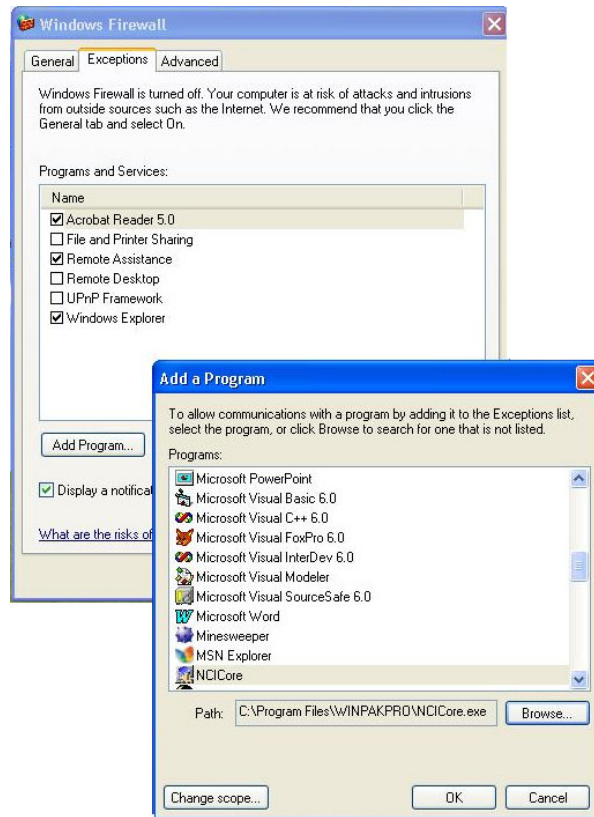 Windows Firewall
General Exceptions Advanced
Windows Firewall is turned off. Your computer is at risk of attacks and intrusions
from outside sources such as the Internet. We recommend that you click the
General tab and select On.
Programs and Services:
Name
Acrobat Reader 5.0
File and Printer Sharing
Remote Assistance
Remote Desktop
UPnP Framework
Windows Explorer
Add Program...
Display a notifica
What are the risks of
Add a Program
To allow communications with a program by adding it to the Exceptions list,
select the program, or click Browse to search for one that is not listed.
Programs:
Microsoft PowerPoint
Microsoft Visual Basic 6.0
Microsoft Visual C++ 6.0
Microsoft Visual FoxPro 6.0
Microsoft Visual InterDev 6.0
Microsoft Visual Modeler
Microsoft Visual SourceSafe 6.0
Microsoft Word
Minesweeper
MSN Explorer
NCICore
Path: C:\Program Files\WINPAKPRO\NCICore.exe Browse...
Change scope... OK Cancel